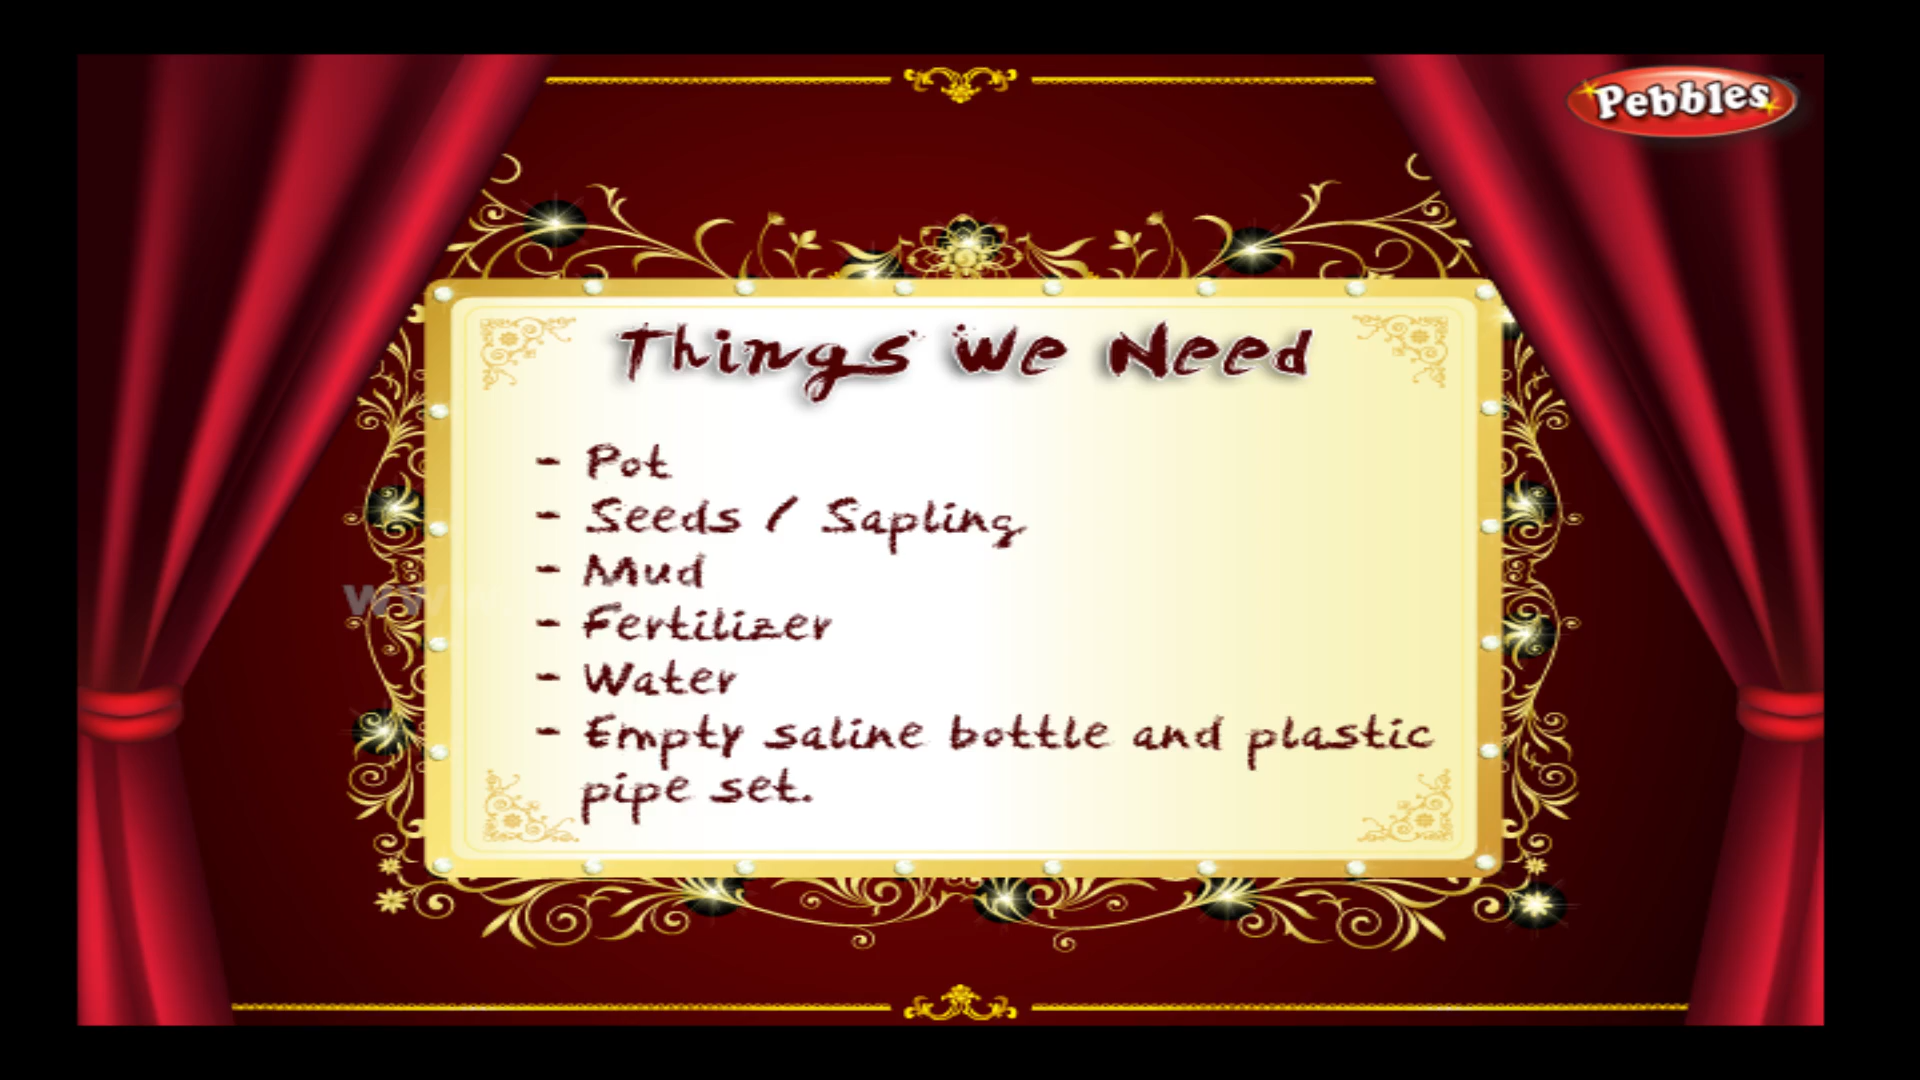 Pebbles
Things We Need
- Pot
- Seeds / Sapling
- Mud
- Fertilizer
- Water
- Empty saline bottle and plastic
pipe set.